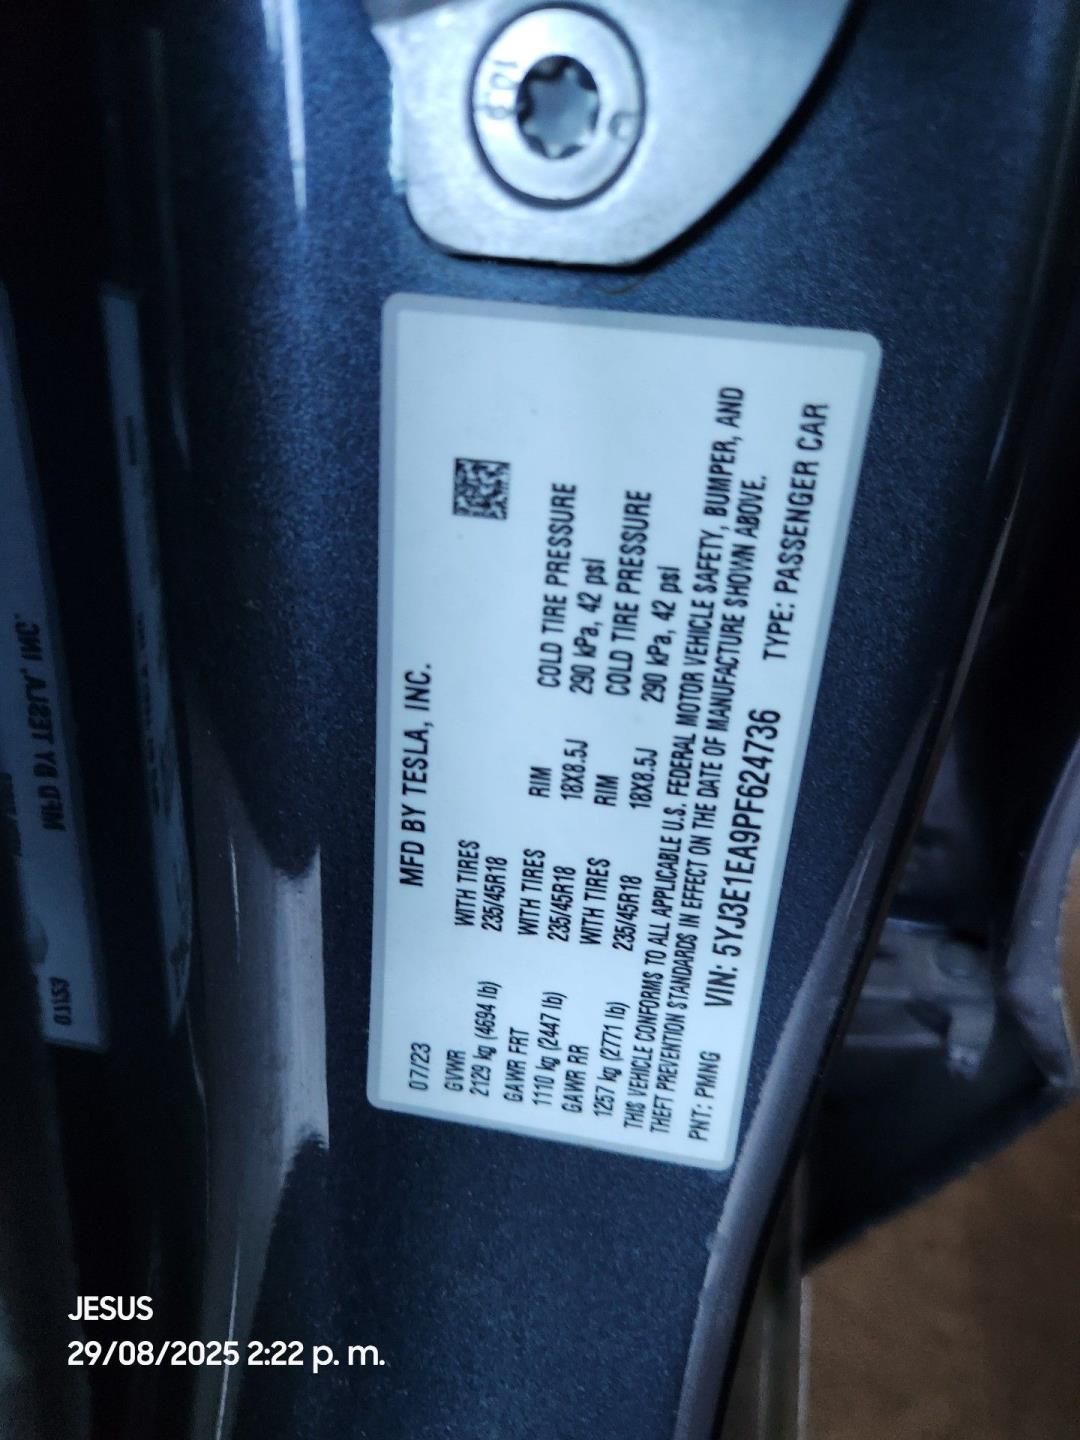 MFD BY TESLA, INC.
07/23
GVWR
2129 kg (4694 lb)
WITH TIRES
235/45R18
GAWR FRT
1110 kg (2447 lb)
WITH TIRES
235/45R18
RIM
18X8.5J
COLD TIRE PRESSURE
290 kPa, 42 psi
GAWR RR
1257 kg (2771 lb)
WITH TIRES
235/45R18
RIM
18X8.5J
COLD TIRE PRESSURE
290 kPa, 42 psi
THIS VEHICLE CONFORMS TO ALL APPLICABLE U.S. FEDERAL MOTOR VEHICLE SAFETY, BUMPER, AND
THEFT PREVENTION STANDARDS IN EFFECT ON THE DATE OF MANUFACTURE SHOWN ABOVE.
PNT: PMNG
VIN: 5YJ3E1EA9PF624736
TYPE: PASSENGER CAR
JESUS
29/08/2025 2:22 p. m.